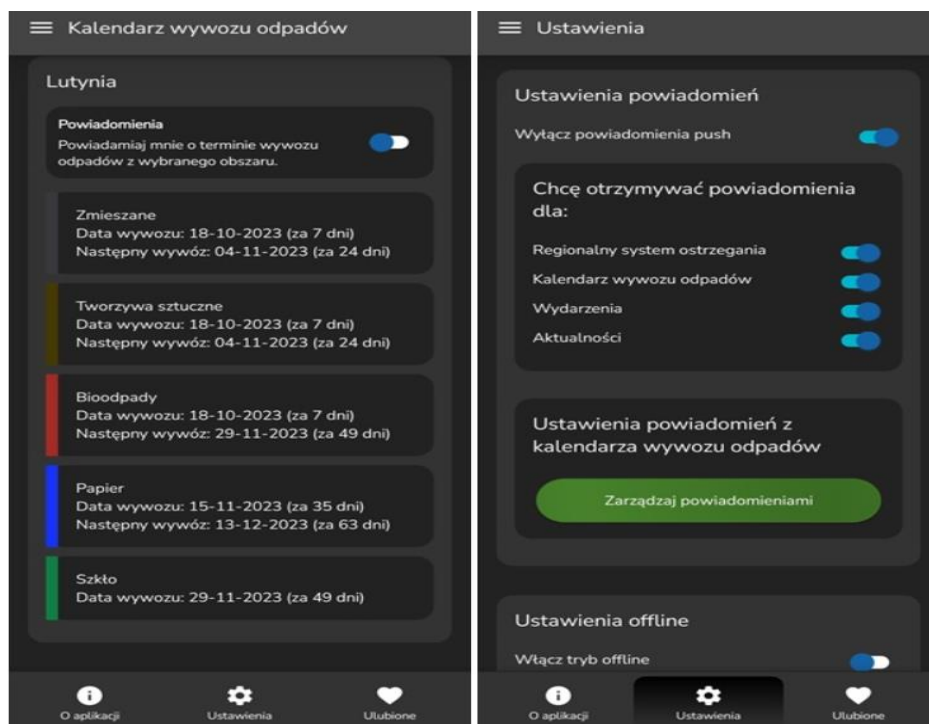 Kalendarz wywozu odpadów
Lutynia
Powiadomienia
Powiadamiaj mnie o terminie wywozu
odpadów z wybranego obszaru.
Zmieszane
Data wywozu: 18-10-2023 (za 7 dni)
Następny wywóz: 04-11-2023 (za 24 dni)
Tworzywa sztuczne
Data wywozu: 18-10-2023 (za 7 dni)
Następny wywóz: 04-11-2023 (za 24 dni)
Bioodpady
Data wywozu: 18-10-2023 (za 7 dni)
Następny wywóz: 29-11-2023 (za 49 dni)
Papier
Data wywozu: 15-11-2023 (za 35 dni)
Następny wywóz: 13-12-2023 (za 63 dni)
Szkło
Data wywozu: 29-11-2023 (za 49 dni)
O aplikacji
Ustawienia
Ulubione
Ustawienia
Ustawienia powiadomień
Wyłącz powiadomienia push
Chcę otrzymywać powiadomienia
dla:
Regionalny system ostrzegania
Kalendarz wywozu odpadów
Wydarzenia
Aktualności
Ustawienia powiadomień z
kalendarza wywozu odpadów
Zarządzaj powiadomieniami
Ustawienia offline
Włącz tryb offline
O aplikacji
Ustawienia
Ulubione